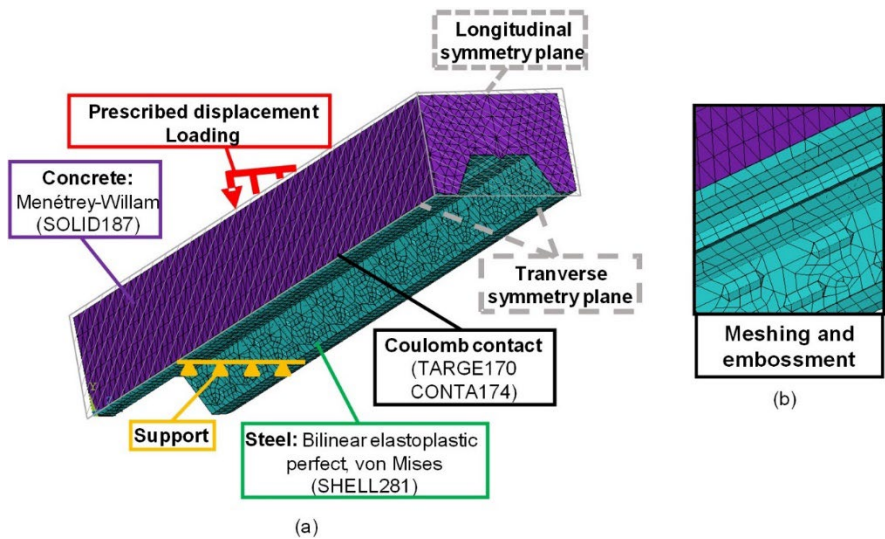 Longitudinal
symmetry plane
Prescribed displacement
Loading
Concrete:
Menétrey-Willam
(SOLID187)
Tranverse
symmetry plane
Coulomb contact
(TARGE170
CONTA174)
Support
Steel: Bilinear elastoplastic
perfect, von Mises
(SHELL281)
(a)
Meshing and
embossment
(b)